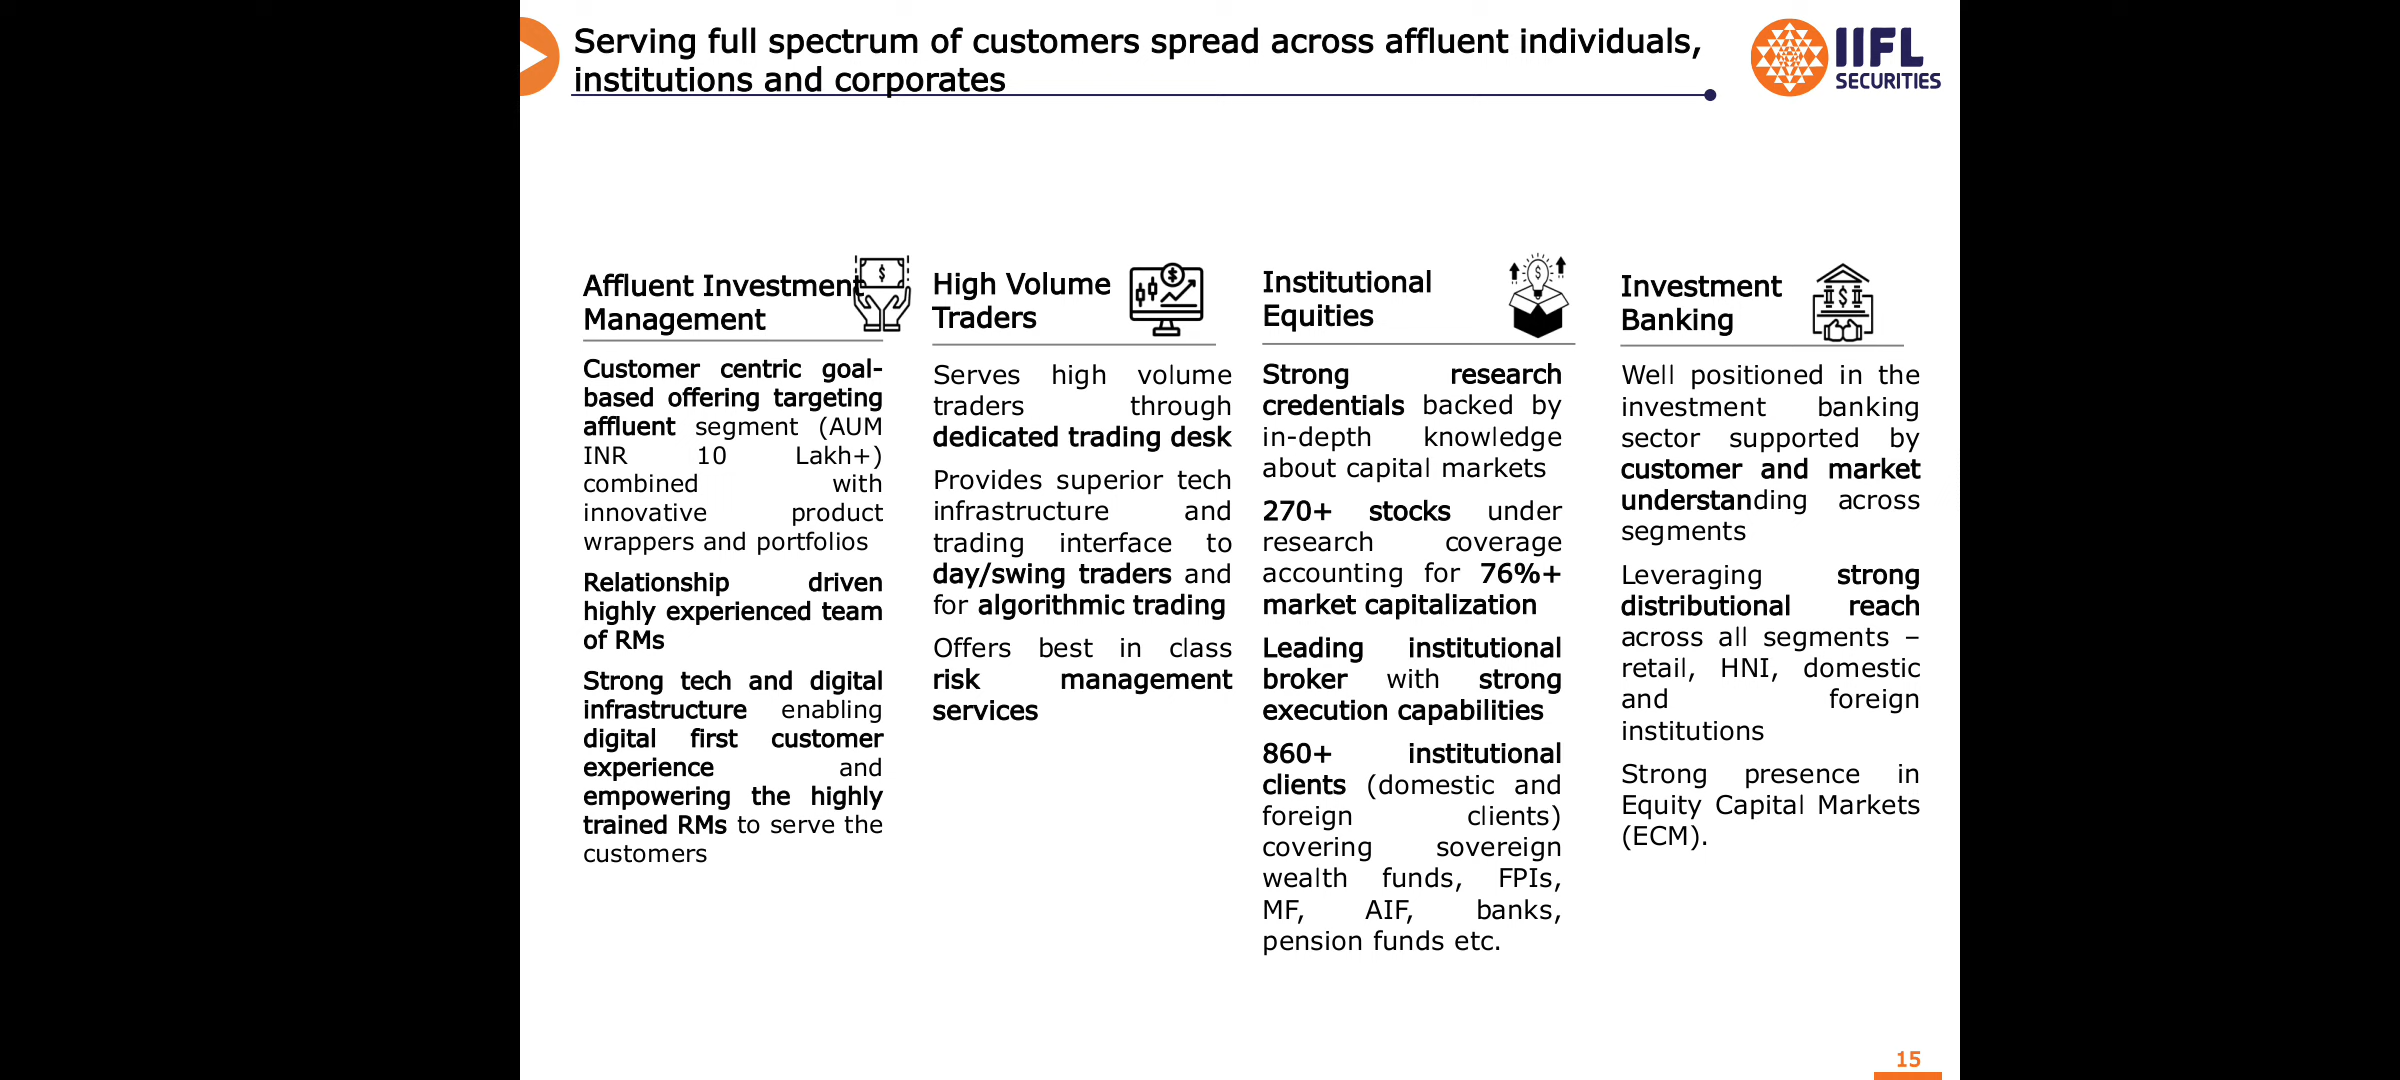 Serving full spectrum of customers spread across affluent individuals,
institutions and corporates
IIFL
SECURITIES
Affluent Investment
Management
Customer centric goal-
based offering targeting
affluent segment (AUM
INR 10 Lakh+)
combined with
innovative product
wrappers and portfolios
Relationship driven
highly experienced team
of RMs
Strong tech and digital
infrastructure enabling
digital first customer
experience and
empowering the highly
trained RMs to serve the
customers
High Volume
Traders
Serves high volume
traders through
dedicated trading desk
Provides superior tech
infrastructure and
trading interface to
day/swing traders and
for algorithmic trading
Offers best in class
risk management
services
Institutional
Equities
Strong research
credentials backed by
in-depth knowledge
about capital markets
270+ stocks under
research coverage
accounting for 76%+
market capitalization
Leading institutional
broker with strong
execution capabilities
860+ institutional
clients (domestic and
foreign clients)
covering sovereign
wealth funds, FPIs,
MF, AIF, banks,
pension funds etc.
Investment
Banking
Well positioned in the
investment banking
sector supported by
customer and market
understanding across
segments
Leveraging strong
distributional reach
across all segments –
retail, HNI, domestic
and foreign
institutions
Strong presence in
Equity Capital Markets
(ECM).
15